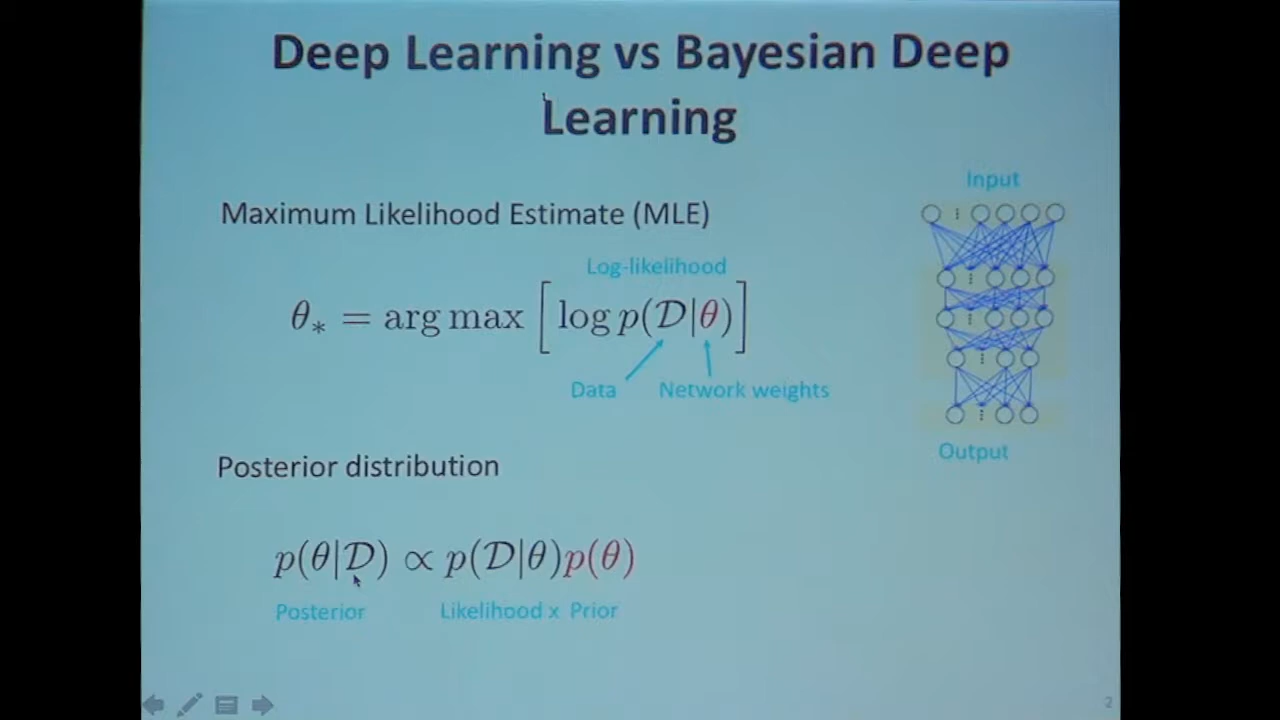 Deep Learning vs Bayesian Deep
Learning
Input
Maximum Likelihood Estimate (MLE)
Log-likelihood
θ* = arg max [ log p(𝒟|θ) ]
Data Network weights
Output
Posterior distribution
p(θ|𝒟) ∝ p(𝒟|θ)p(θ)
Posterior Likelihood x Prior
2